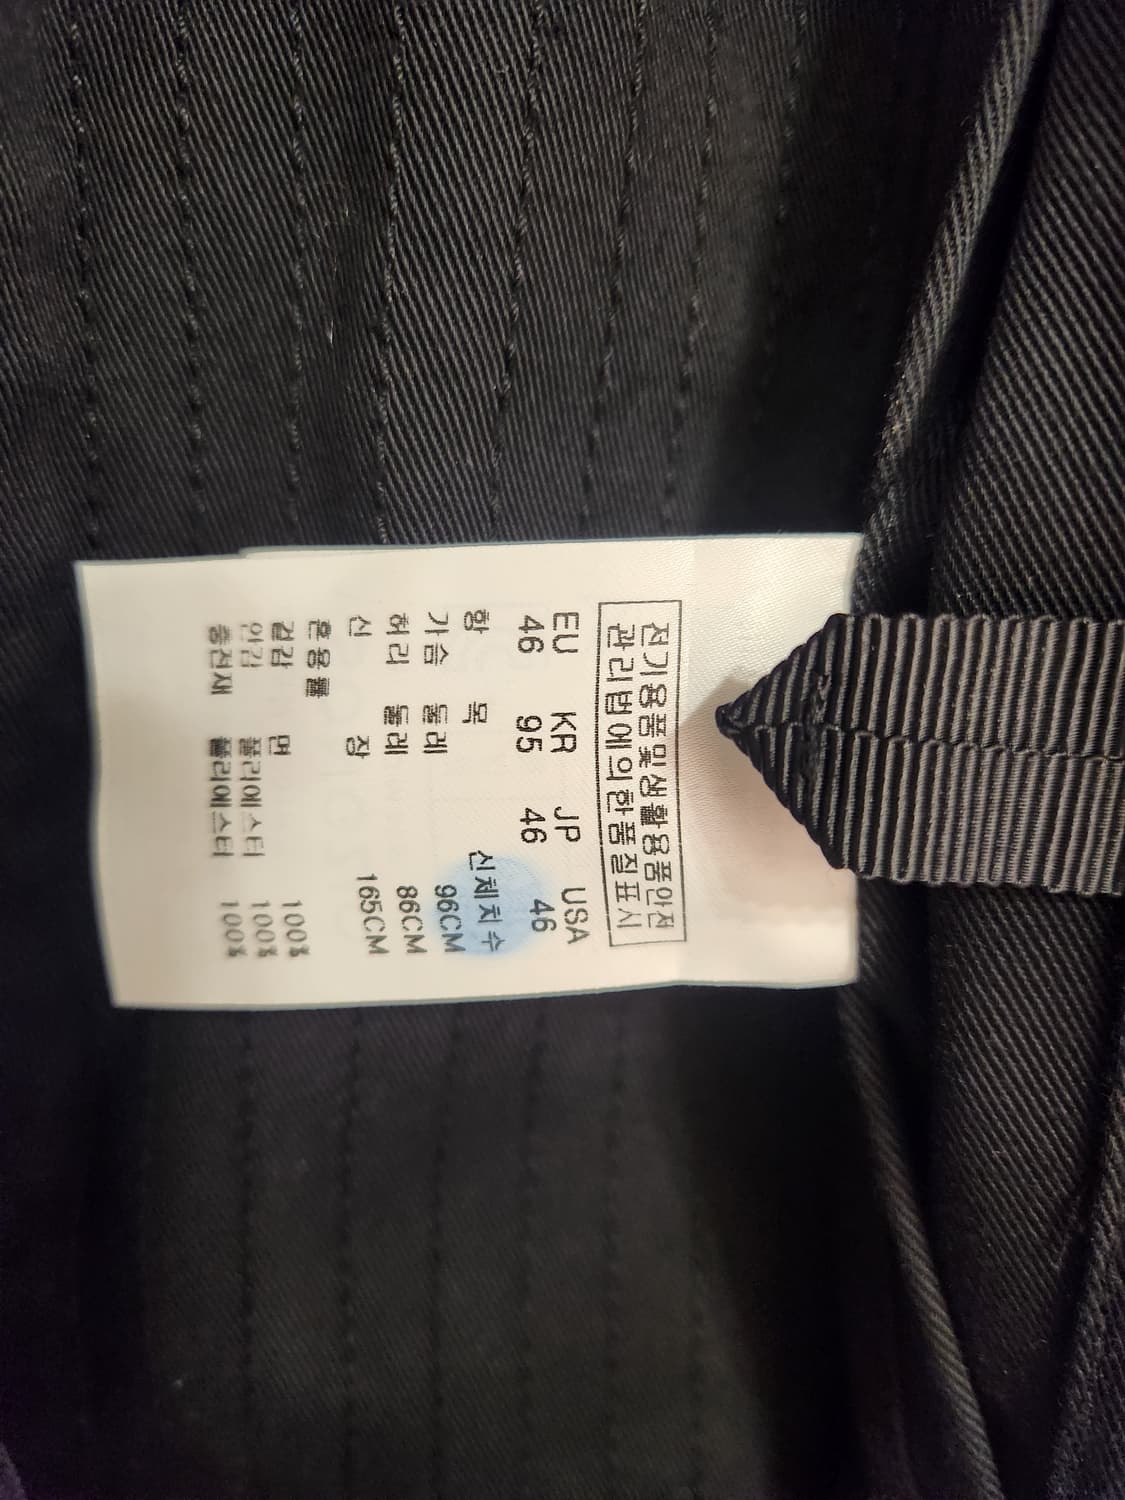 전기용품및생활용품안전
관리법에의한품질표시
EU KR JP USA
46 95 46 46
항 목 신체치수
가슴 둘레 96CM
허리 둘레 86CM
신 장 165CM
혼용률
겉감 면 100%
안감 폴리에스터 100%
충전재 폴리에스터 100%